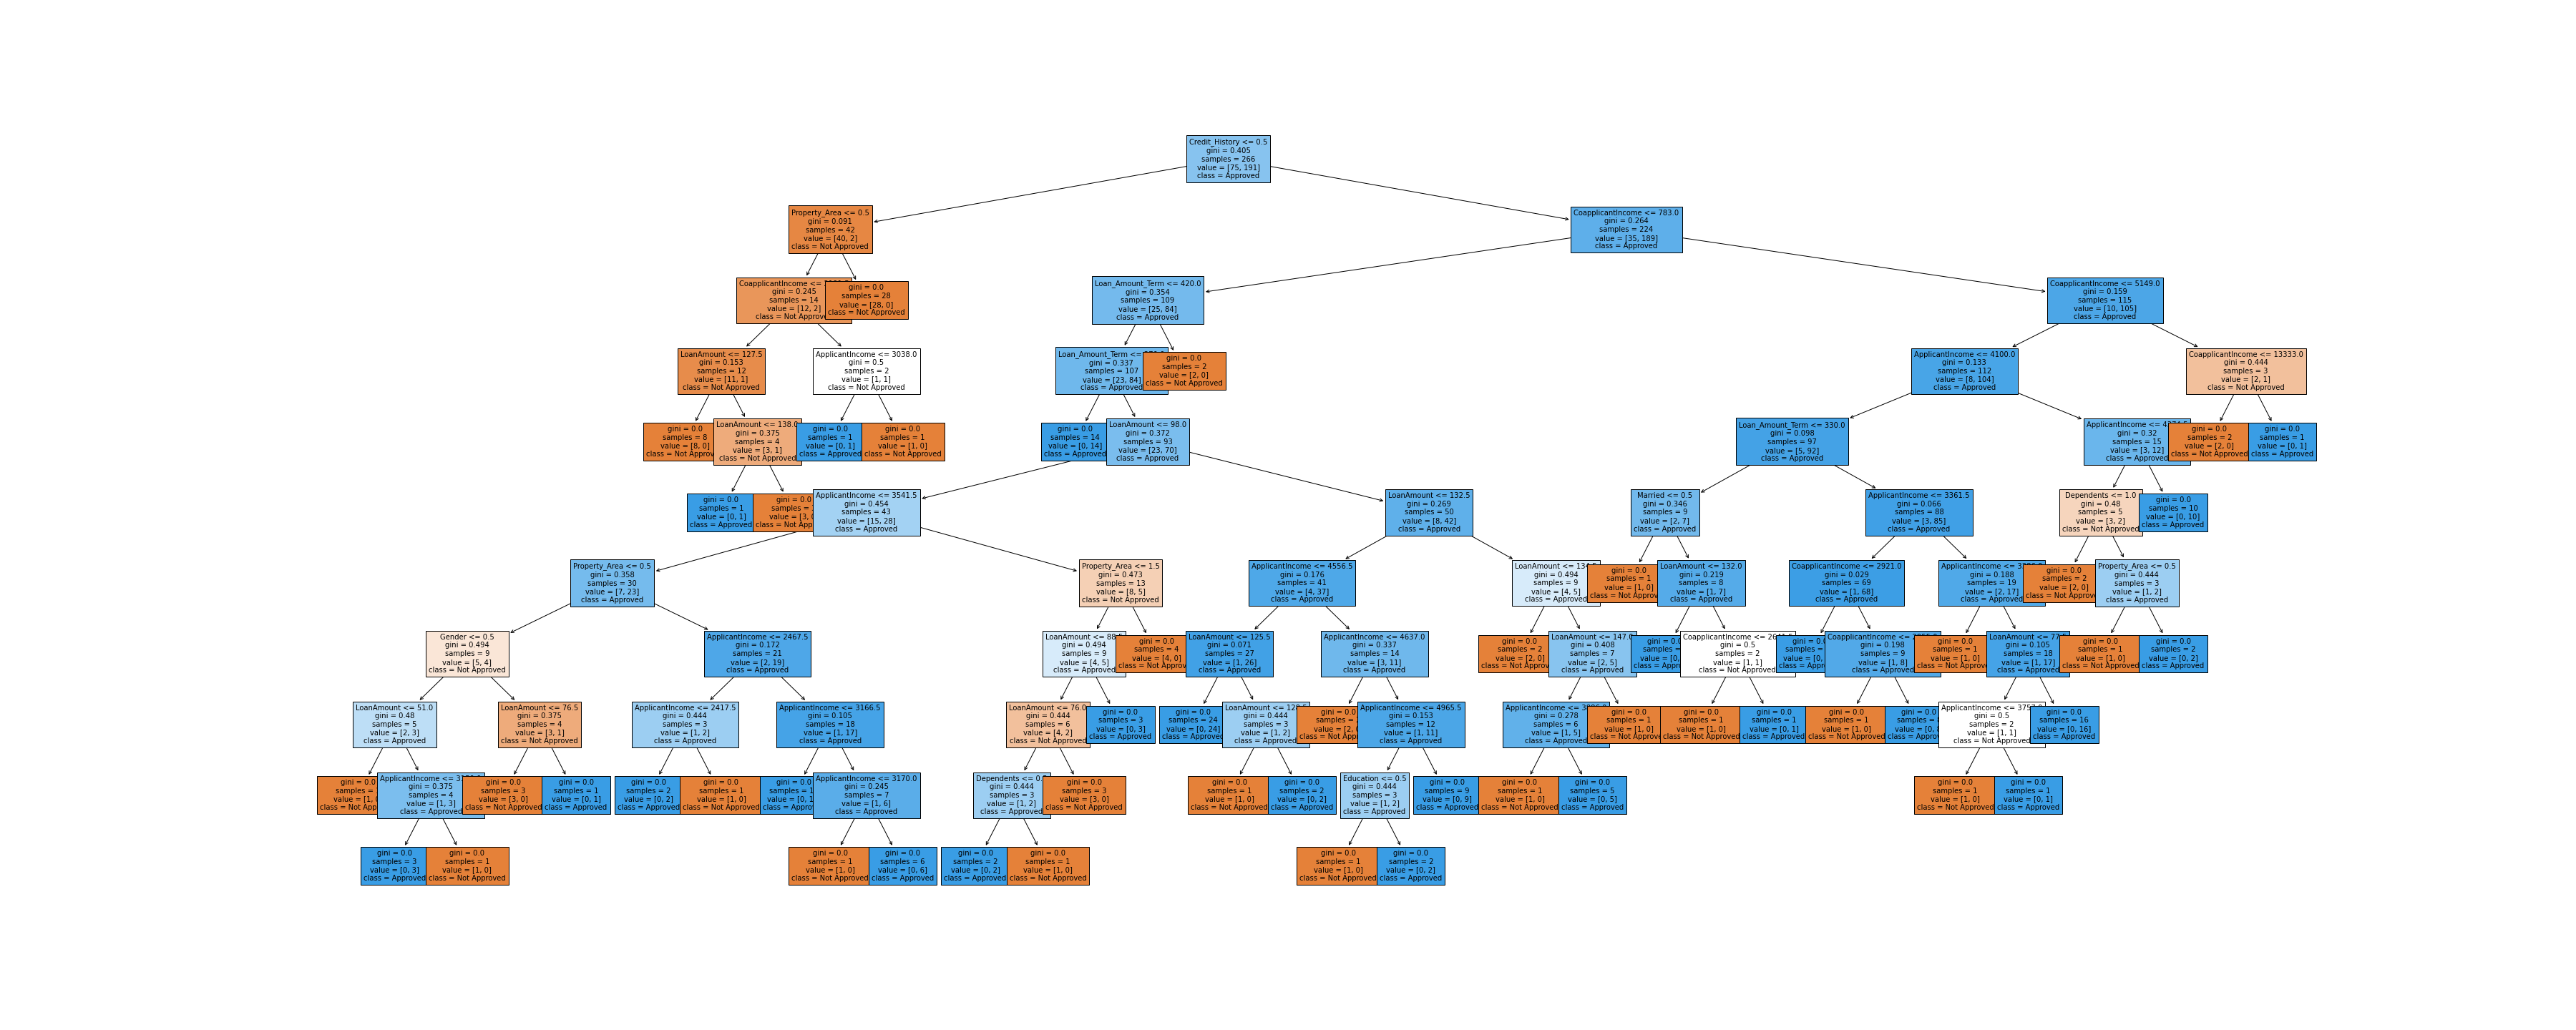 Credit_History <= 0.5
gini = 0.405
samples = 266
value = [75, 191]
class = Approved
Property_Area <= 0.5
gini = 0.091
samples = 42
value = [40, 2]
class = Not Approved
CoapplicantIncome <= 783.0
gini = 0.264
samples = 224
value = [35, 189]
class = Approved
CoapplicantIncome <=
gini = 0.245
samples = 14
value = [12, 2]
class = Not Approved
gini = 0.0
samples = 28
value = [28, 0]
class = Not Approved
Loan_Amount_Term <= 420.0
gini = 0.354
samples = 109
value = [25, 84]
class = Approved
CoapplicantIncome <= 5149.0
gini = 0.159
samples = 115
value = [10, 105]
class = Approved
LoanAmount <= 127.5
gini = 0.153
samples = 12
value = [11, 1]
class = Not Approved
ApplicantIncome <= 3038.0
gini = 0.5
samples = 2
value = [1, 1]
class = Not Approved
Loan_Amount_Term <=
gini = 0.337
samples = 107
value = [23, 84]
class = Approved
gini = 0.0
samples = 2
value = [2, 0]
class = Not Approved
ApplicantIncome <= 4100.0
gini = 0.133
samples = 112
value = [8, 104]
class = Approved
CoapplicantIncome <= 13333.0
gini = 0.444
samples = 3
value = [2, 1]
class = Not Approved
gini = 0.0
samples = 8
value = [8, 0]
class = Not
LoanAmount <= 138.0
gini = 0.375
samples = 4
value = [3, 1]
class = Not Approved
gini = 0.0
samples = 1
value = [0, 1]
class = Approved
gini = 0.0
samples = 1
value = [1, 0]
class = Not Approved
gini = 0.0
samples = 14
value = [0, 14]
class = Approved
LoanAmount <= 98.0
gini = 0.372
samples = 93
value = [23, 70]
class = Approved
Loan_Amount_Term <= 330.0
gini = 0.098
samples = 97
value = [5, 92]
class = Approved
ApplicantIncome <=
gini = 0.32
samples = 15
value = [3, 12]
class = Approved
gini = 0.0
samples = 2
value = [2, 0]
class = Not Approved
gini = 0.0
samples = 1
value = [0, 1]
class = Approved
gini = 0.0
samples = 1
value = [0, 1]
class = Approved
gini = 0.0
samples =
value = [3,
class = Not
ApplicantIncome <= 3541.5
gini = 0.454
samples = 43
value = [15, 28]
class = Approved
LoanAmount <= 132.5
gini = 0.269
samples = 50
value = [8, 42]
class = Approved
Married <= 0.5
gini = 0.346
samples = 9
value = [2, 7]
class = Approved
ApplicantIncome <= 3361.5
gini = 0.066
samples = 88
value = [3, 85]
class = Approved
Dependents <= 1.0
gini = 0.48
samples = 5
value = [3, 2]
class = Not Approved
gini = 0.0
samples = 10
value = [0, 10]
class = Approved
Property_Area <= 0.5
gini = 0.358
samples = 30
value = [7, 23]
class = Approved
Property_Area <= 1.5
gini = 0.473
samples = 13
value = [8, 5]
class = Not Approved
ApplicantIncome <= 4556.5
gini = 0.176
samples = 41
value = [4, 37]
class = Approved
LoanAmount <=
gini = 0.494
samples = 9
value = [4, 5]
class = Approved
gini = 0.0
samples = 1
value = [1, 0]
class = Not Approved
LoanAmount <= 132.0
gini = 0.219
samples = 8
value = [1, 7]
class = Approved
CoapplicantIncome <= 2921.0
gini = 0.029
samples = 69
value = [1, 68]
class = Approved
ApplicantIncome <=
gini = 0.188
samples = 19
value = [2, 17]
class = Approved
gini = 0.0
samples = 2
value = [2, 0]
class = Not Approved
Property_Area <= 0.5
gini = 0.444
samples = 3
value = [1, 2]
class = Approved
Gender <= 0.5
gini = 0.494
samples = 9
value = [5, 4]
class = Not Approved
ApplicantIncome <= 2467.5
gini = 0.172
samples = 21
value = [2, 19]
class = Approved
LoanAmount <=
gini = 0.494
samples = 9
value = [4, 5]
class = Approved
gini = 0.0
samples = 4
value = [4, 0]
class = Not Approved
LoanAmount <= 125.5
gini = 0.071
samples = 27
value = [1, 26]
class = Approved
ApplicantIncome <= 4637.0
gini = 0.337
samples = 14
value = [3, 11]
class = Approved
gini = 0.0
samples = 2
value = [2, 0]
class = Not Approved
LoanAmount <= 147.0
gini = 0.408
samples = 7
value = [2, 5]
class = Approved
gini =
samples =
value = [0,
class =
CoapplicantIncome <=
gini = 0.5
samples = 2
value = [1, 1]
class = Not Approved
gini =
samples =
value = [0,
class =
CoapplicantIncome <=
gini = 0.198
samples = 9
value = [1, 8]
class = Approved
gini = 0.0
samples = 1
value = [1, 0]
class = Not Approved
LoanAmount <=
gini = 0.105
samples = 18
value = [1, 17]
class = Approved
gini = 0.0
samples = 1
value = [1, 0]
class = Not Approved
gini = 0.0
samples = 2
value = [0, 2]
class = Approved
LoanAmount <= 51.0
gini = 0.48
samples = 5
value = [2, 3]
class = Approved
LoanAmount <= 76.5
gini = 0.375
samples = 4
value = [3, 1]
class = Not Approved
ApplicantIncome <= 2417.5
gini = 0.444
samples = 3
value = [1, 2]
class = Approved
ApplicantIncome <= 3166.5
gini = 0.105
samples = 18
value = [1, 17]
class = Approved
LoanAmount <= 76.0
gini = 0.444
samples = 6
value = [4, 2]
class = Not Approved
gini = 0.0
samples = 3
value = [0, 3]
class = Approved
gini = 0.0
samples = 24
value = [0, 24]
class = Approved
LoanAmount <=
gini = 0.444
samples = 3
value = [1, 2]
class = Approved
gini = 0.0
samples =
value = [2,
class = Not
ApplicantIncome <= 4965.5
gini = 0.153
samples = 12
value = [1, 11]
class = Approved
ApplicantIncome <=
gini = 0.278
samples = 6
value = [1, 5]
class = Approved
gini = 0.0
samples = 1
value = [1, 0]
class = Not Approved
gini = 0.0
samples = 1
value = [1, 0]
class = Not Approved
gini = 0.0
samples = 1
value = [0, 1]
class = Approved
gini = 0.0
samples = 1
value = [1, 0]
class = Not Approved
gini = 0.0
samples =
value = [0,
class =
ApplicantIncome <=
gini = 0.5
samples = 2
value = [1, 1]
class = Not Approved
gini = 0.0
samples = 16
value = [0, 16]
class = Approved
gini = 0.0
samples =
value = [1,
class = Not
ApplicantIncome <=
gini = 0.375
samples = 4
value = [1, 3]
class = Approved
gini = 0.0
samples = 3
value = [3, 0]
class = Not Approved
gini = 0.0
samples = 1
value = [0, 1]
class = Approved
gini = 0.0
samples = 2
value = [0, 2]
class = Approved
gini = 0.0
samples = 1
value = [1, 0]
class = Not Approved
gini = 0.0
samples =
value = [0,
class =
ApplicantIncome <= 3170.0
gini = 0.245
samples = 7
value = [1, 6]
class = Approved
Dependents <=
gini = 0.444
samples = 3
value = [1, 2]
class = Approved
gini = 0.0
samples = 3
value = [3, 0]
class = Not Approved
gini = 0.0
samples = 1
value = [1, 0]
class = Not Approved
gini = 0.0
samples = 2
value = [0, 2]
class = Approved
Education <= 0.5
gini = 0.444
samples = 3
value = [1, 2]
class = Approved
gini = 0.0
samples = 9
value = [0, 9]
class = Approved
gini = 0.0
samples = 1
value = [1, 0]
class = Not Approved
gini = 0.0
samples = 5
value = [0, 5]
class = Approved
gini = 0.0
samples = 1
value = [1, 0]
class = Not Approved
gini = 0.0
samples = 1
value = [0, 1]
class = Approved
gini = 0.0
samples = 3
value = [0, 3]
class = Approved
gini = 0.0
samples = 1
value = [1, 0]
class = Not Approved
gini = 0.0
samples = 1
value = [1, 0]
class = Not Approved
gini = 0.0
samples = 6
value = [0, 6]
class = Approved
gini = 0.0
samples = 2
value = [0, 2]
class = Approved
gini = 0.0
samples = 1
value = [1, 0]
class = Not Approved
gini = 0.0
samples = 1
value = [1, 0]
class = Not Approved
gini = 0.0
samples = 2
value = [0, 2]
class = Approved